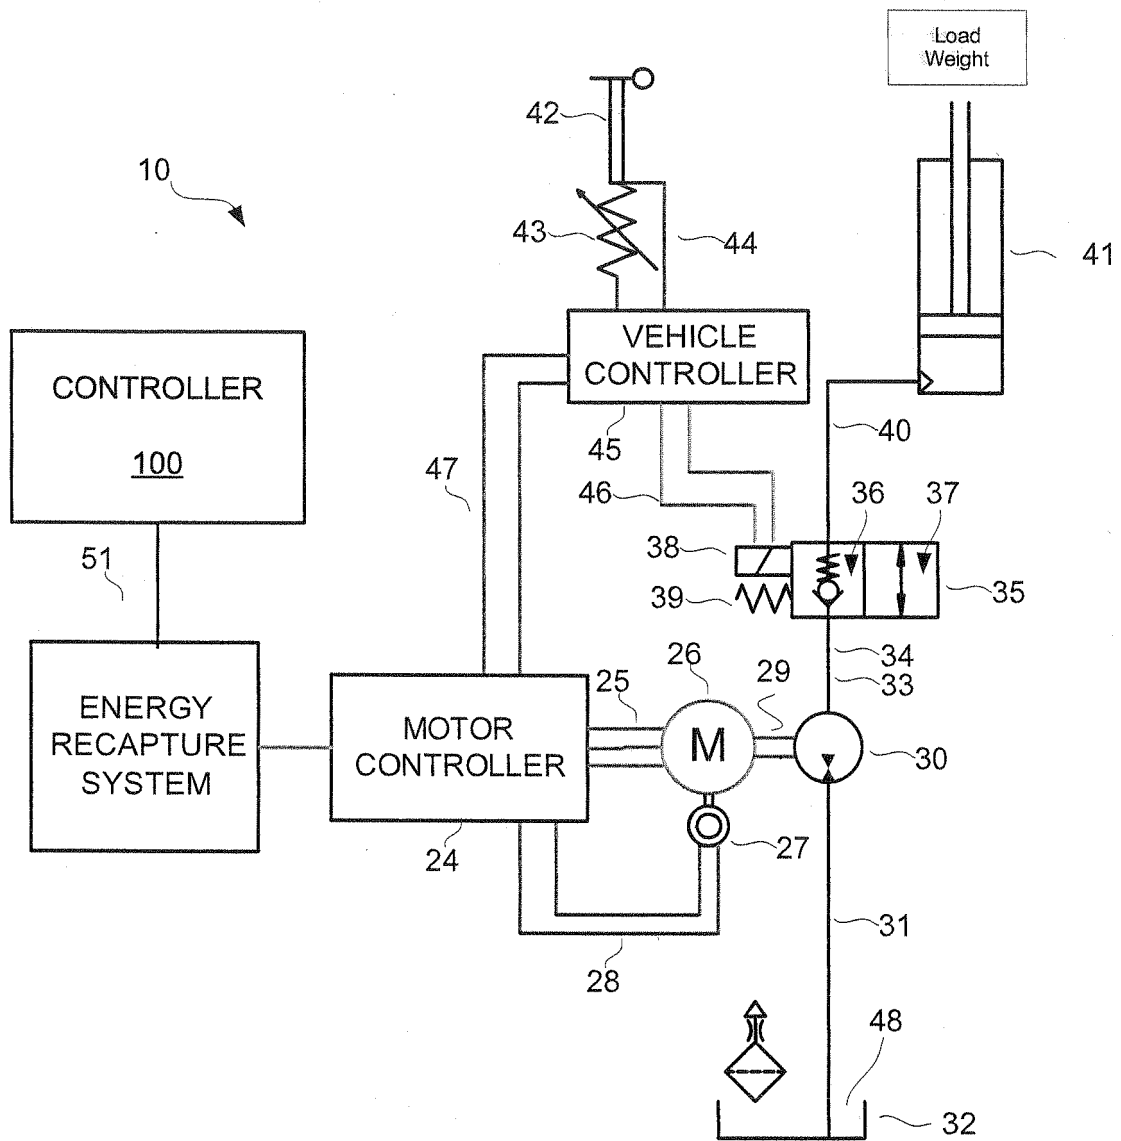 Load
Weight
42
10
43
44
41
VEHICLE
CONTROLLER
CONTROLLER
100
45
40
47
46
36
37
38
35
39
51
34
33
26
29
25
ENERGY
RECAPTURE
SYSTEM
MOTOR
CONTROLLER
M
30
24
27
31
28
48
32